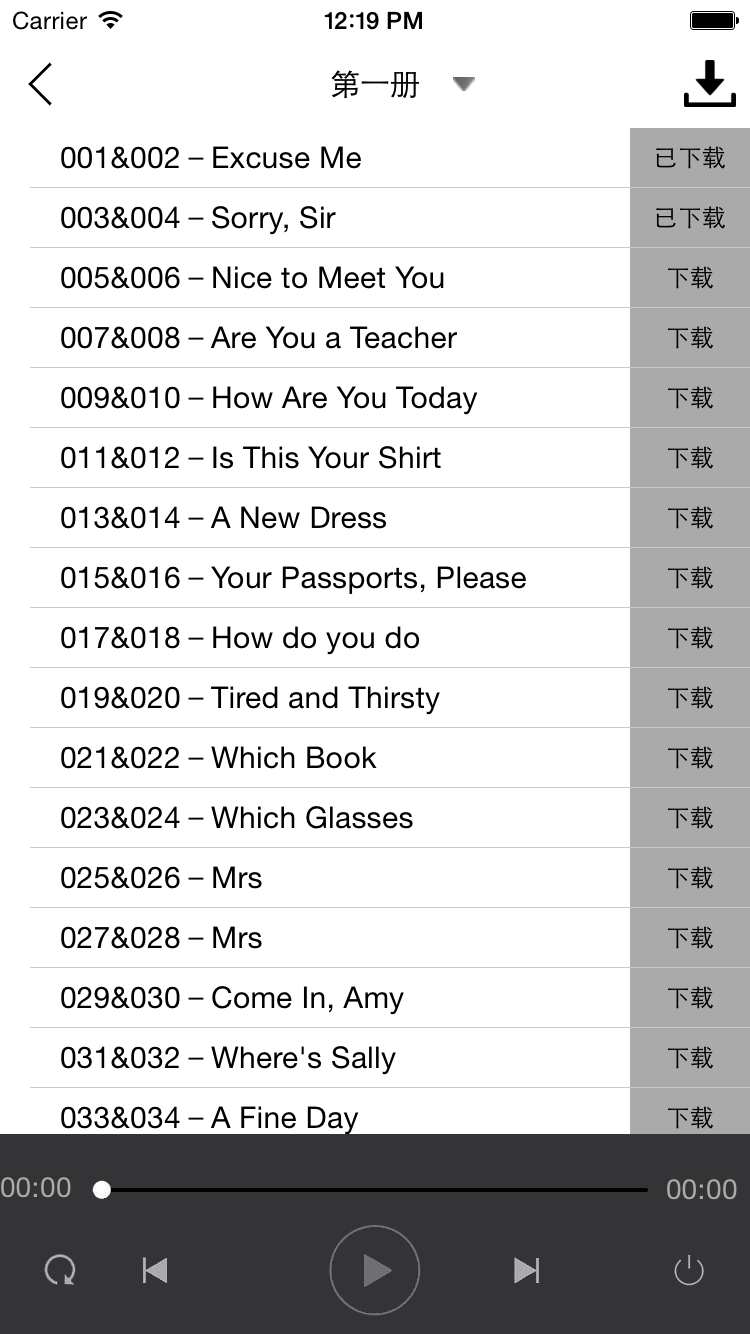 Carrier 12:19 PM
第一册
001&002 – Excuse Me 已下载
003&004 – Sorry, Sir 已下载
005&006 – Nice to Meet You 下载
007&008 – Are You a Teacher 下载
009&010 – How Are You Today 下载
011&012 – Is This Your Shirt 下载
013&014 – A New Dress 下载
015&016 – Your Passports, Please 下载
017&018 – How do you do 下载
019&020 – Tired and Thirsty 下载
021&022 – Which Book 下载
023&024 – Which Glasses 下载
025&026 – Mrs 下载
027&028 – Mrs 下载
029&030 – Come In, Amy 下载
031&032 – Where's Sally 下载
033&034 – A Fine Day 下载
00:00 00:00